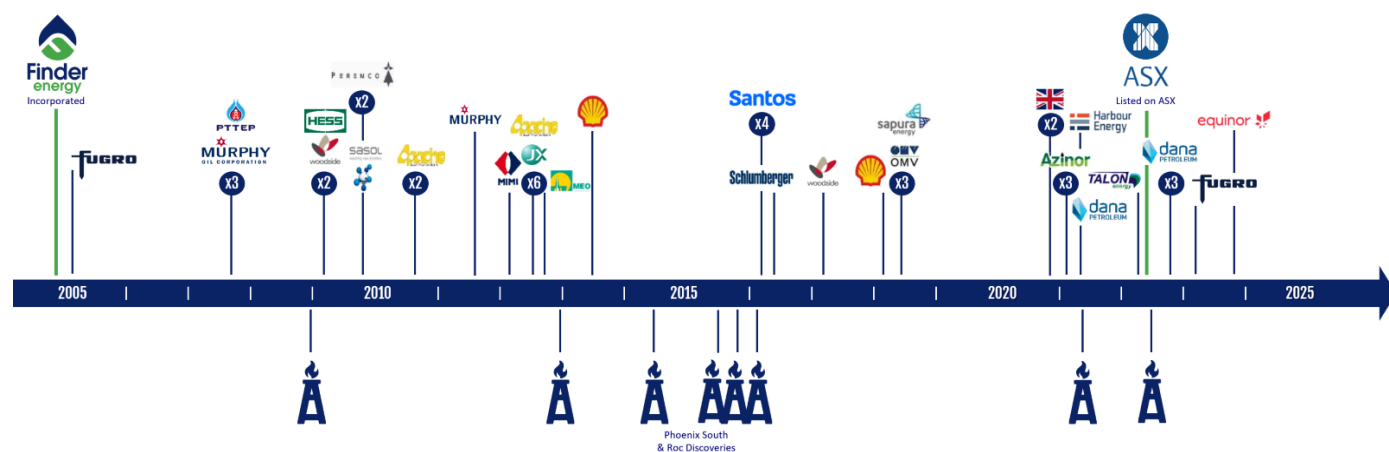 Finder
energy
Incorporated
FUGRO
PTTEP
MURPHY
OIL CORPORATION
x3
HESS
woodside
x2
PERENCO
x2
sasol
Apache
x2
MURPHY
MIMI
Apache
JX
x6
MEO
Santos
x4
Schlumberger
woodside
sapura
energy
OMV
OMV
x3
x2
Azinor
x3
Harbour
Energy
dana
PETROLEUM
TALON
energy
ASX
Listed on ASX
dana
PETROLEUM
x3
FUGRO
equinor
2005
2010
2015
2020
2025
Phoenix South
& Roc Discoveries